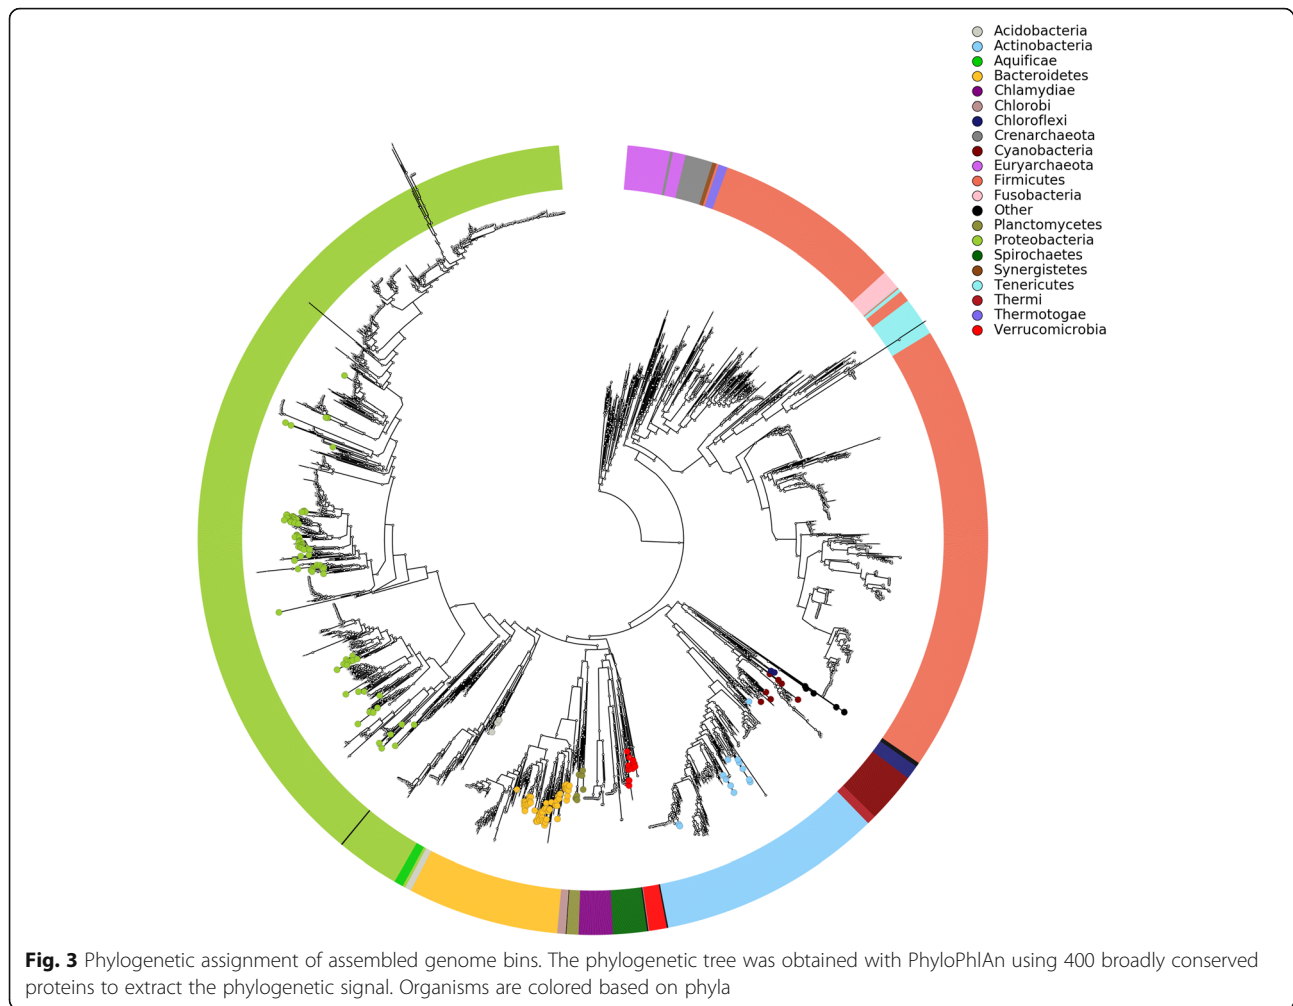 Acidobacteria
Actinobacteria
Aquificae
Bacteroidetes
Chlamydiae
Chlorobi
Chloroflexi
Crenarchaeota
Cyanobacteria
Euryarchaeota
Firmicutes
Fusobacteria
Other
Planctomycetes
Proteobacteria
Spirochaetes
Synergistetes
Tenericutes
Thermi
Thermotogae
Verrucomicrobia
Fig. 3 Phylogenetic assignment of assembled genome bins. The phylogenetic tree was obtained with PhyloPhlAn using 400 broadly conserved
proteins to extract the phylogenetic signal. Organisms are colored based on phyla